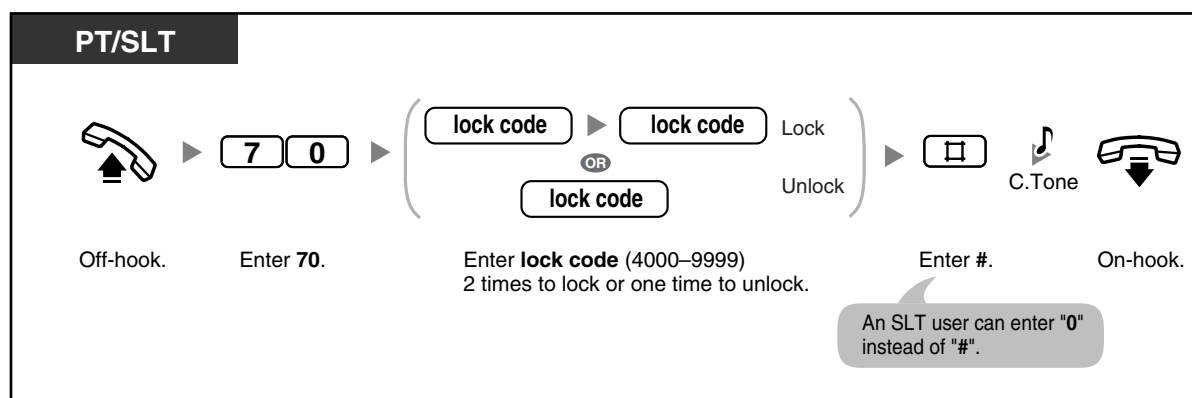 PT/SLT
7 0
lock code lock code Lock
OR
lock code Unlock
#
C.Tone
Off-hook.
Enter 70.
Enter lock code (4000–9999)
2 times to lock or one time to unlock.
Enter #.
On-hook.
An SLT user can enter "0"
instead of "#".